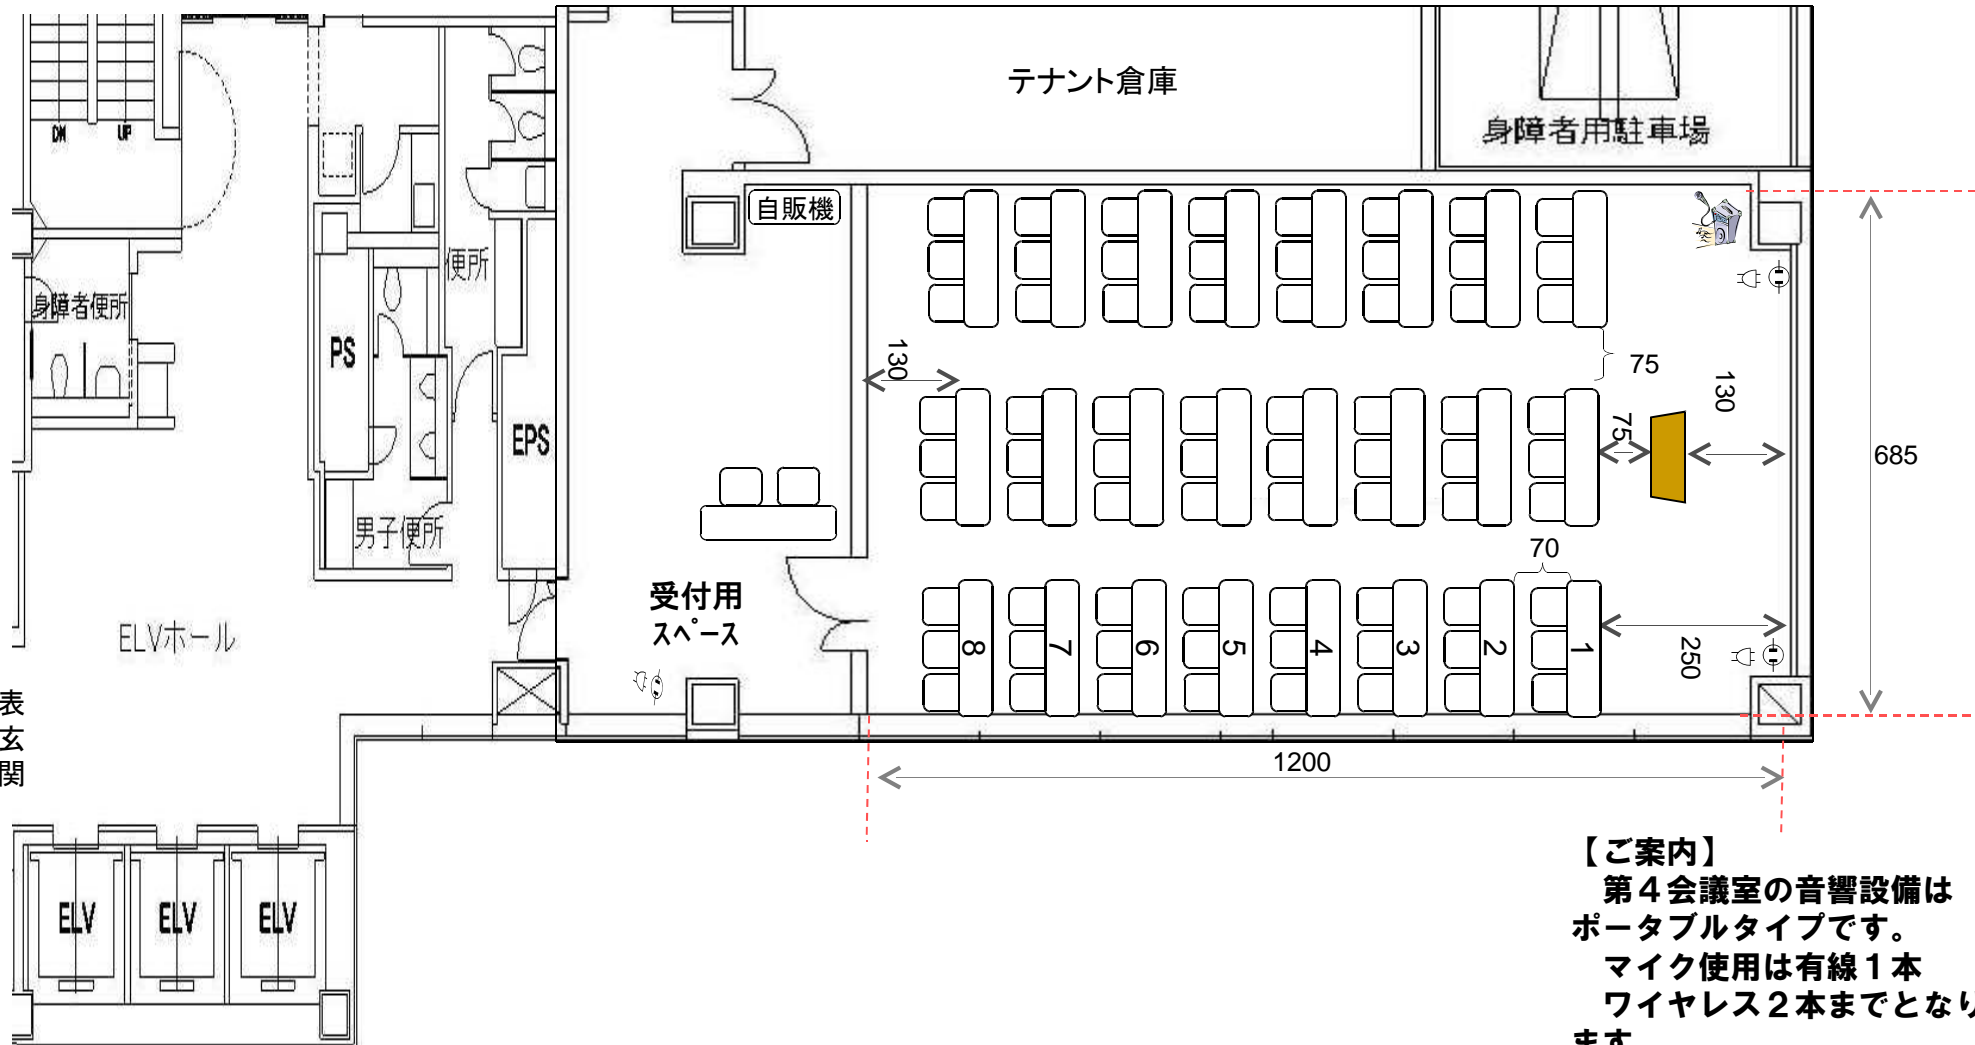 テナント倉庫
身障者用駐車場
DN
UP
自販機
便所
身障者便所
PS
EPS
男子便所
ELVホール
受付用
スペース
130
75
130
75
685
70
250
8
7
6
5
4
3
2
1
1200
表
玄
関
ELV
ELV
ELV
【ご案内】
第４会議室の音響設備は
ポータブルタイプです。
マイク使用は有線１本
ワイヤレス２本までとなり
ます